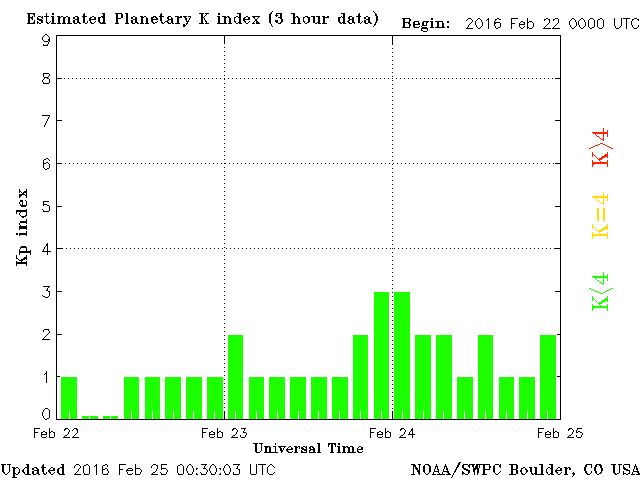 Estimated Planetary K index (3 hour data) Begin: 2016 Feb 22 0000 UTC
9
8
7
6
5
4
3
2
1
0
Kp index
K>4
K=4
K<4
Feb 22 Feb 23 Feb 24 Feb 25
Universal Time
Updated 2016 Feb 25 00:30:03 UTC NOAA/SWPC Boulder, CO USA